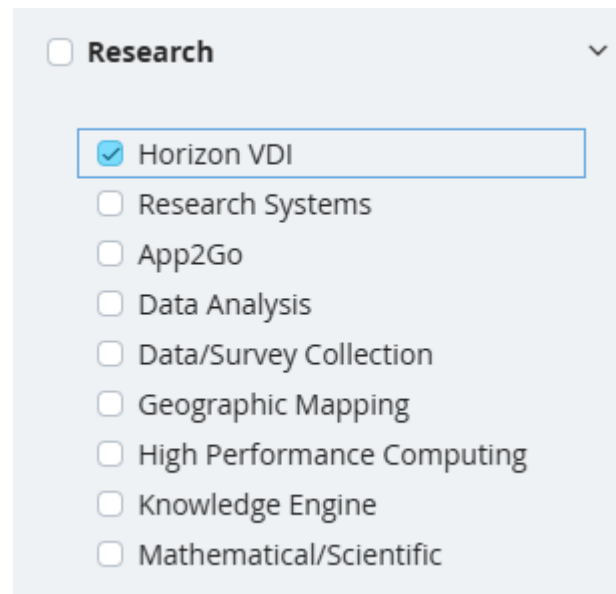 Research
Horizon VDI
Research Systems
App2Go
Data Analysis
Data/Survey Collection
Geographic Mapping
High Performance Computing
Knowledge Engine
Mathematical/Scientific